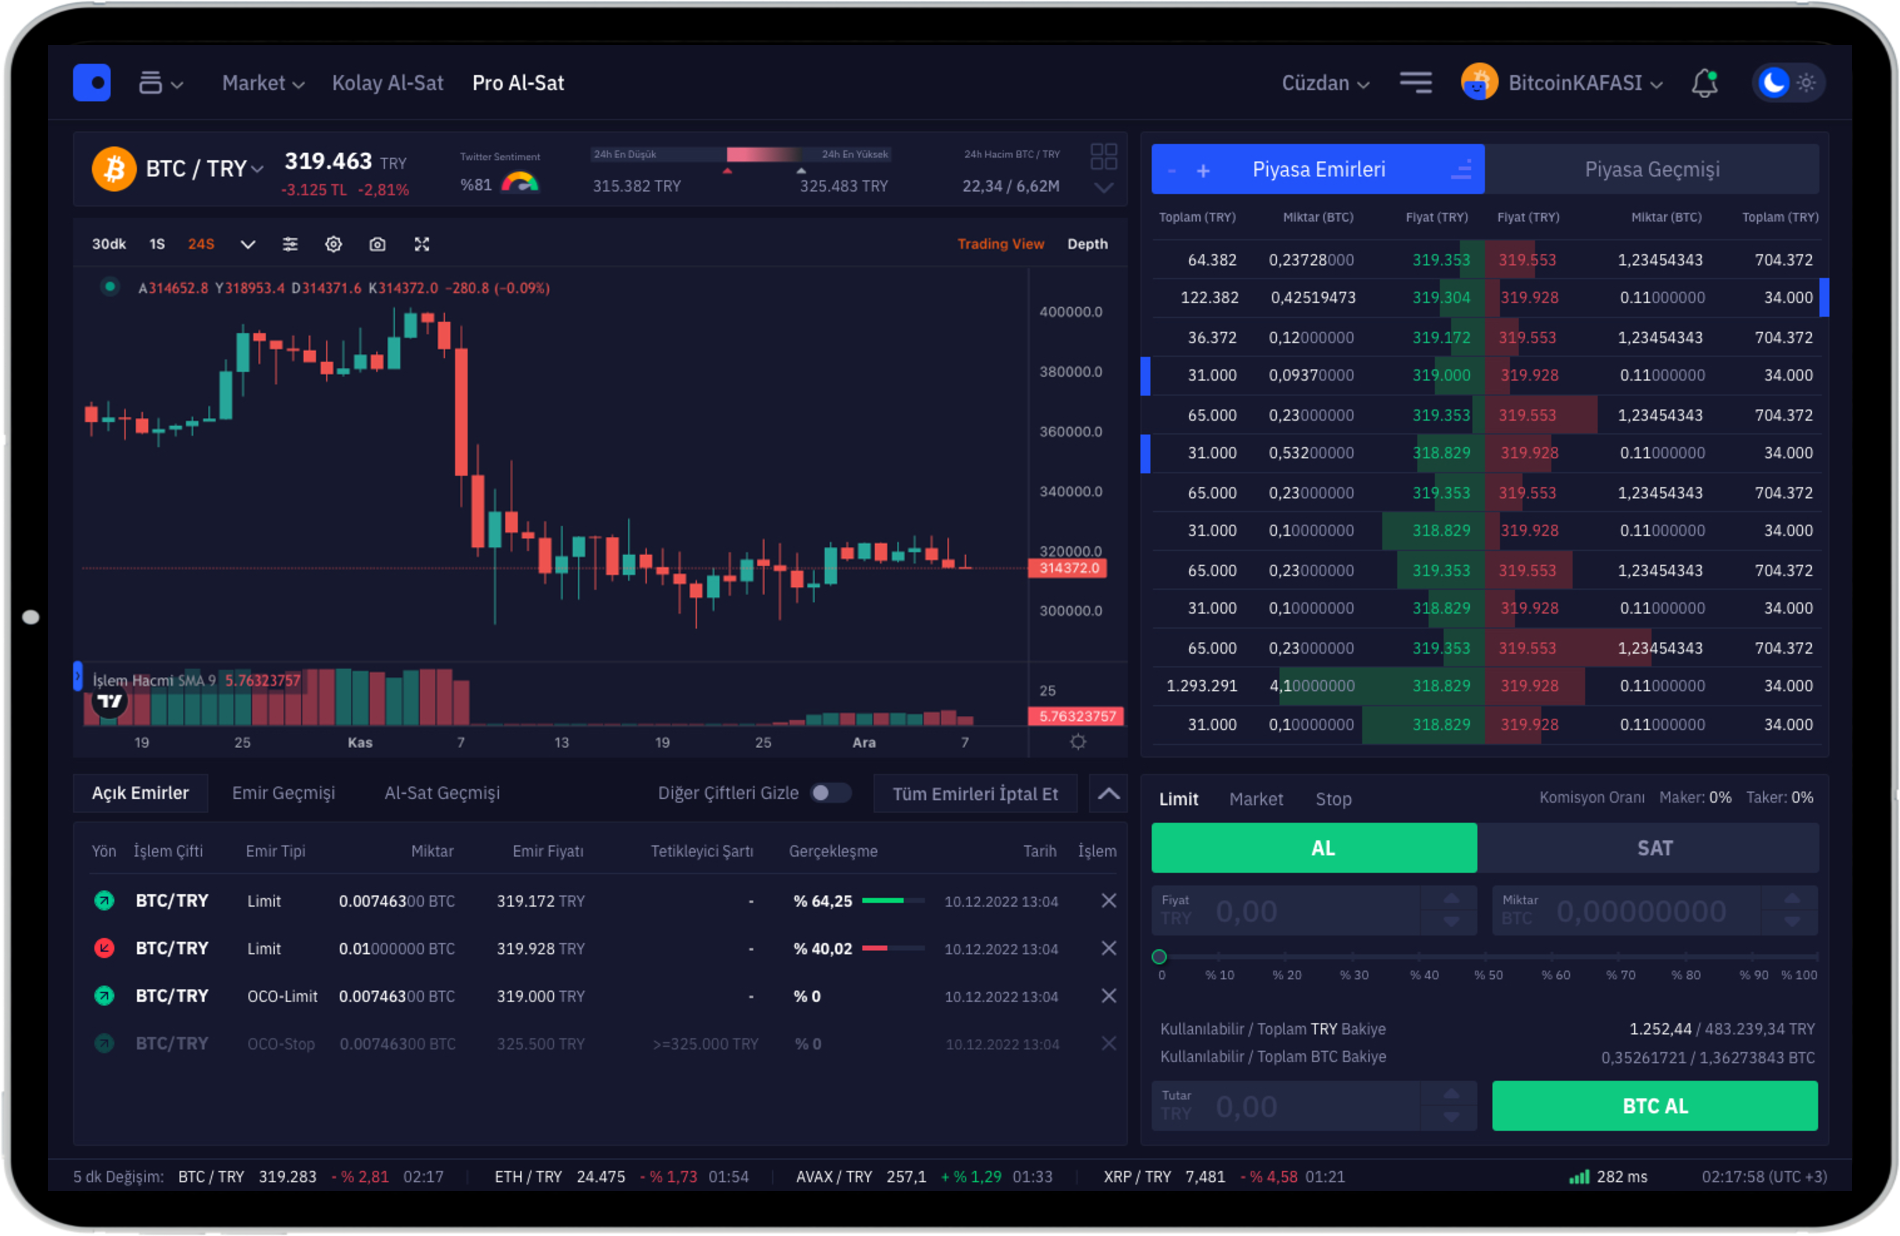 Market Kolay Al-Sat Pro Al-Sat Cüzdan BitcoinKAFASI
BTC / TRY 319.463 TRY
-3.125 TL -2,81%
Twitter Sentiment
%81
24h En Düşük 24h En Yüksek
315.382 TRY 325.483 TRY
24h Hacim BTC / TRY
22,34 / 6,62M
30dk 1S 24S Trading View Depth
A314652.8 Y318953.4 D314371.6 K314372.0 −280.8 (−0.09%)
400000.0
380000.0
360000.0
340000.0
320000.0
314372.0
300000.0
İşlem Hacmi SMA 9 5.76323757
25
5.76323757
19 25 Kas 7 13 19 25 Ara 7
- + Piyasa Emirleri Piyasa Geçmişi
Toplam (TRY) Miktar (BTC) Fiyat (TRY) Fiyat (TRY) Miktar (BTC) Toplam (TRY)
64.382 0,23728000 319.353 319.553 1,23454343 704.372
122.382 0,42519473 319.304 319.928 0.11000000 34.000
36.372 0,12000000 319.172 319.553 1,23454343 704.372
31.000 0,09370000 319.000 319.928 0.11000000 34.000
65.000 0,23000000 319.353 319.553 1,23454343 704.372
31.000 0,53200000 318.829 319.928 0.11000000 34.000
65.000 0,23000000 319.353 319.553 1,23454343 704.372
31.000 0,10000000 318.829 319.928 0.11000000 34.000
65.000 0,23000000 319.353 319.553 1,23454343 704.372
31.000 0,10000000 318.829 319.928 0.11000000 34.000
65.000 0,23000000 319.353 319.553 1,23454343 704.372
1.293.291 4,10000000 318.829 319.928 0.11000000 34.000
31.000 0,10000000 318.829 319.928 0.11000000 34.000
Açık Emirler Emir Geçmişi Al-Sat Geçmişi Diğer Çiftleri Gizle Tüm Emirleri İptal Et
Yön İşlem Çifti Emir Tipi Miktar Emir Fiyatı Tetikleyici Şartı Gerçekleşme Tarih İşlem
BTC/TRY Limit 0.00746300 BTC 319.172 TRY - % 64,25 10.12.2022 13:04
BTC/TRY Limit 0.01000000 BTC 319.928 TRY - % 40,02 10.12.2022 13:04
BTC/TRY OCO-Limit 0.00746300 BTC 319.000 TRY - % 0 10.12.2022 13:04
BTC/TRY OCO-Stop 0.00746300 BTC 325.500 TRY >=325.000 TRY % 0 10.12.2022 13:04
Limit Market Stop Komisyon Oranı Maker: 0% Taker: 0%
AL SAT
Fiyat
TRY 0,00
Miktar
BTC 0,00000000
0 % 10 % 20 % 30 % 40 % 50 % 60 % 70 % 80 % 90 % 100
Kullanılabilir / Toplam TRY Bakiye 1.252,44 / 483.239,34 TRY
Kullanılabilir / Toplam BTC Bakiye 0,35261721 / 1,36273843 BTC
Tutar
TRY 0,00
BTC AL
5 dk Değişim: BTC / TRY 319.283 - % 2,81 02:17 ETH / TRY 24.475 - % 1,73 01:54 AVAX / TRY 257,1 + % 1,29 01:33 XRP / TRY 7,481 - % 4,58 01:21 282 ms 02:17:58 (UTC +3)